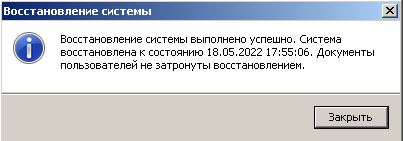 Восстановление системы
Восстановление системы выполнено успешно. Система
восстановлена к состоянию 18.05.2022 17:55:06. Документы
пользователей не затронуты восстановлением.
Закрыть